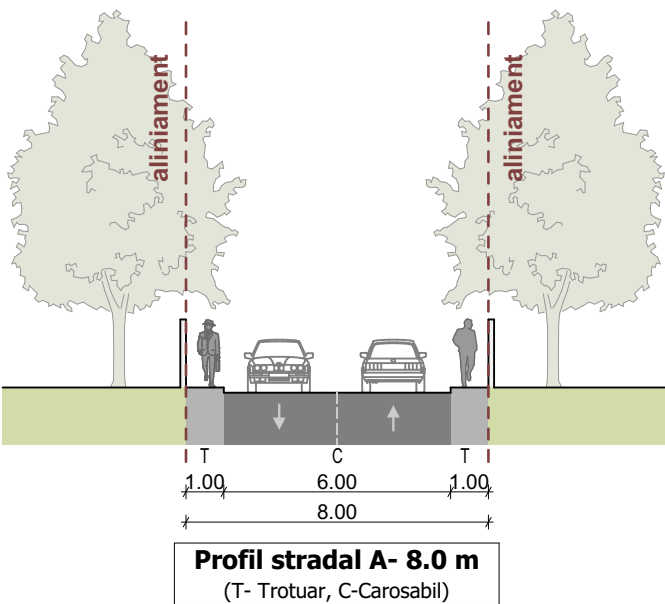 aliniament
aliniament
T C T
1.00 6.00 1.00
8.00
Profil stradal A- 8.0 m
(T- Trotuar, C-Carosabil)